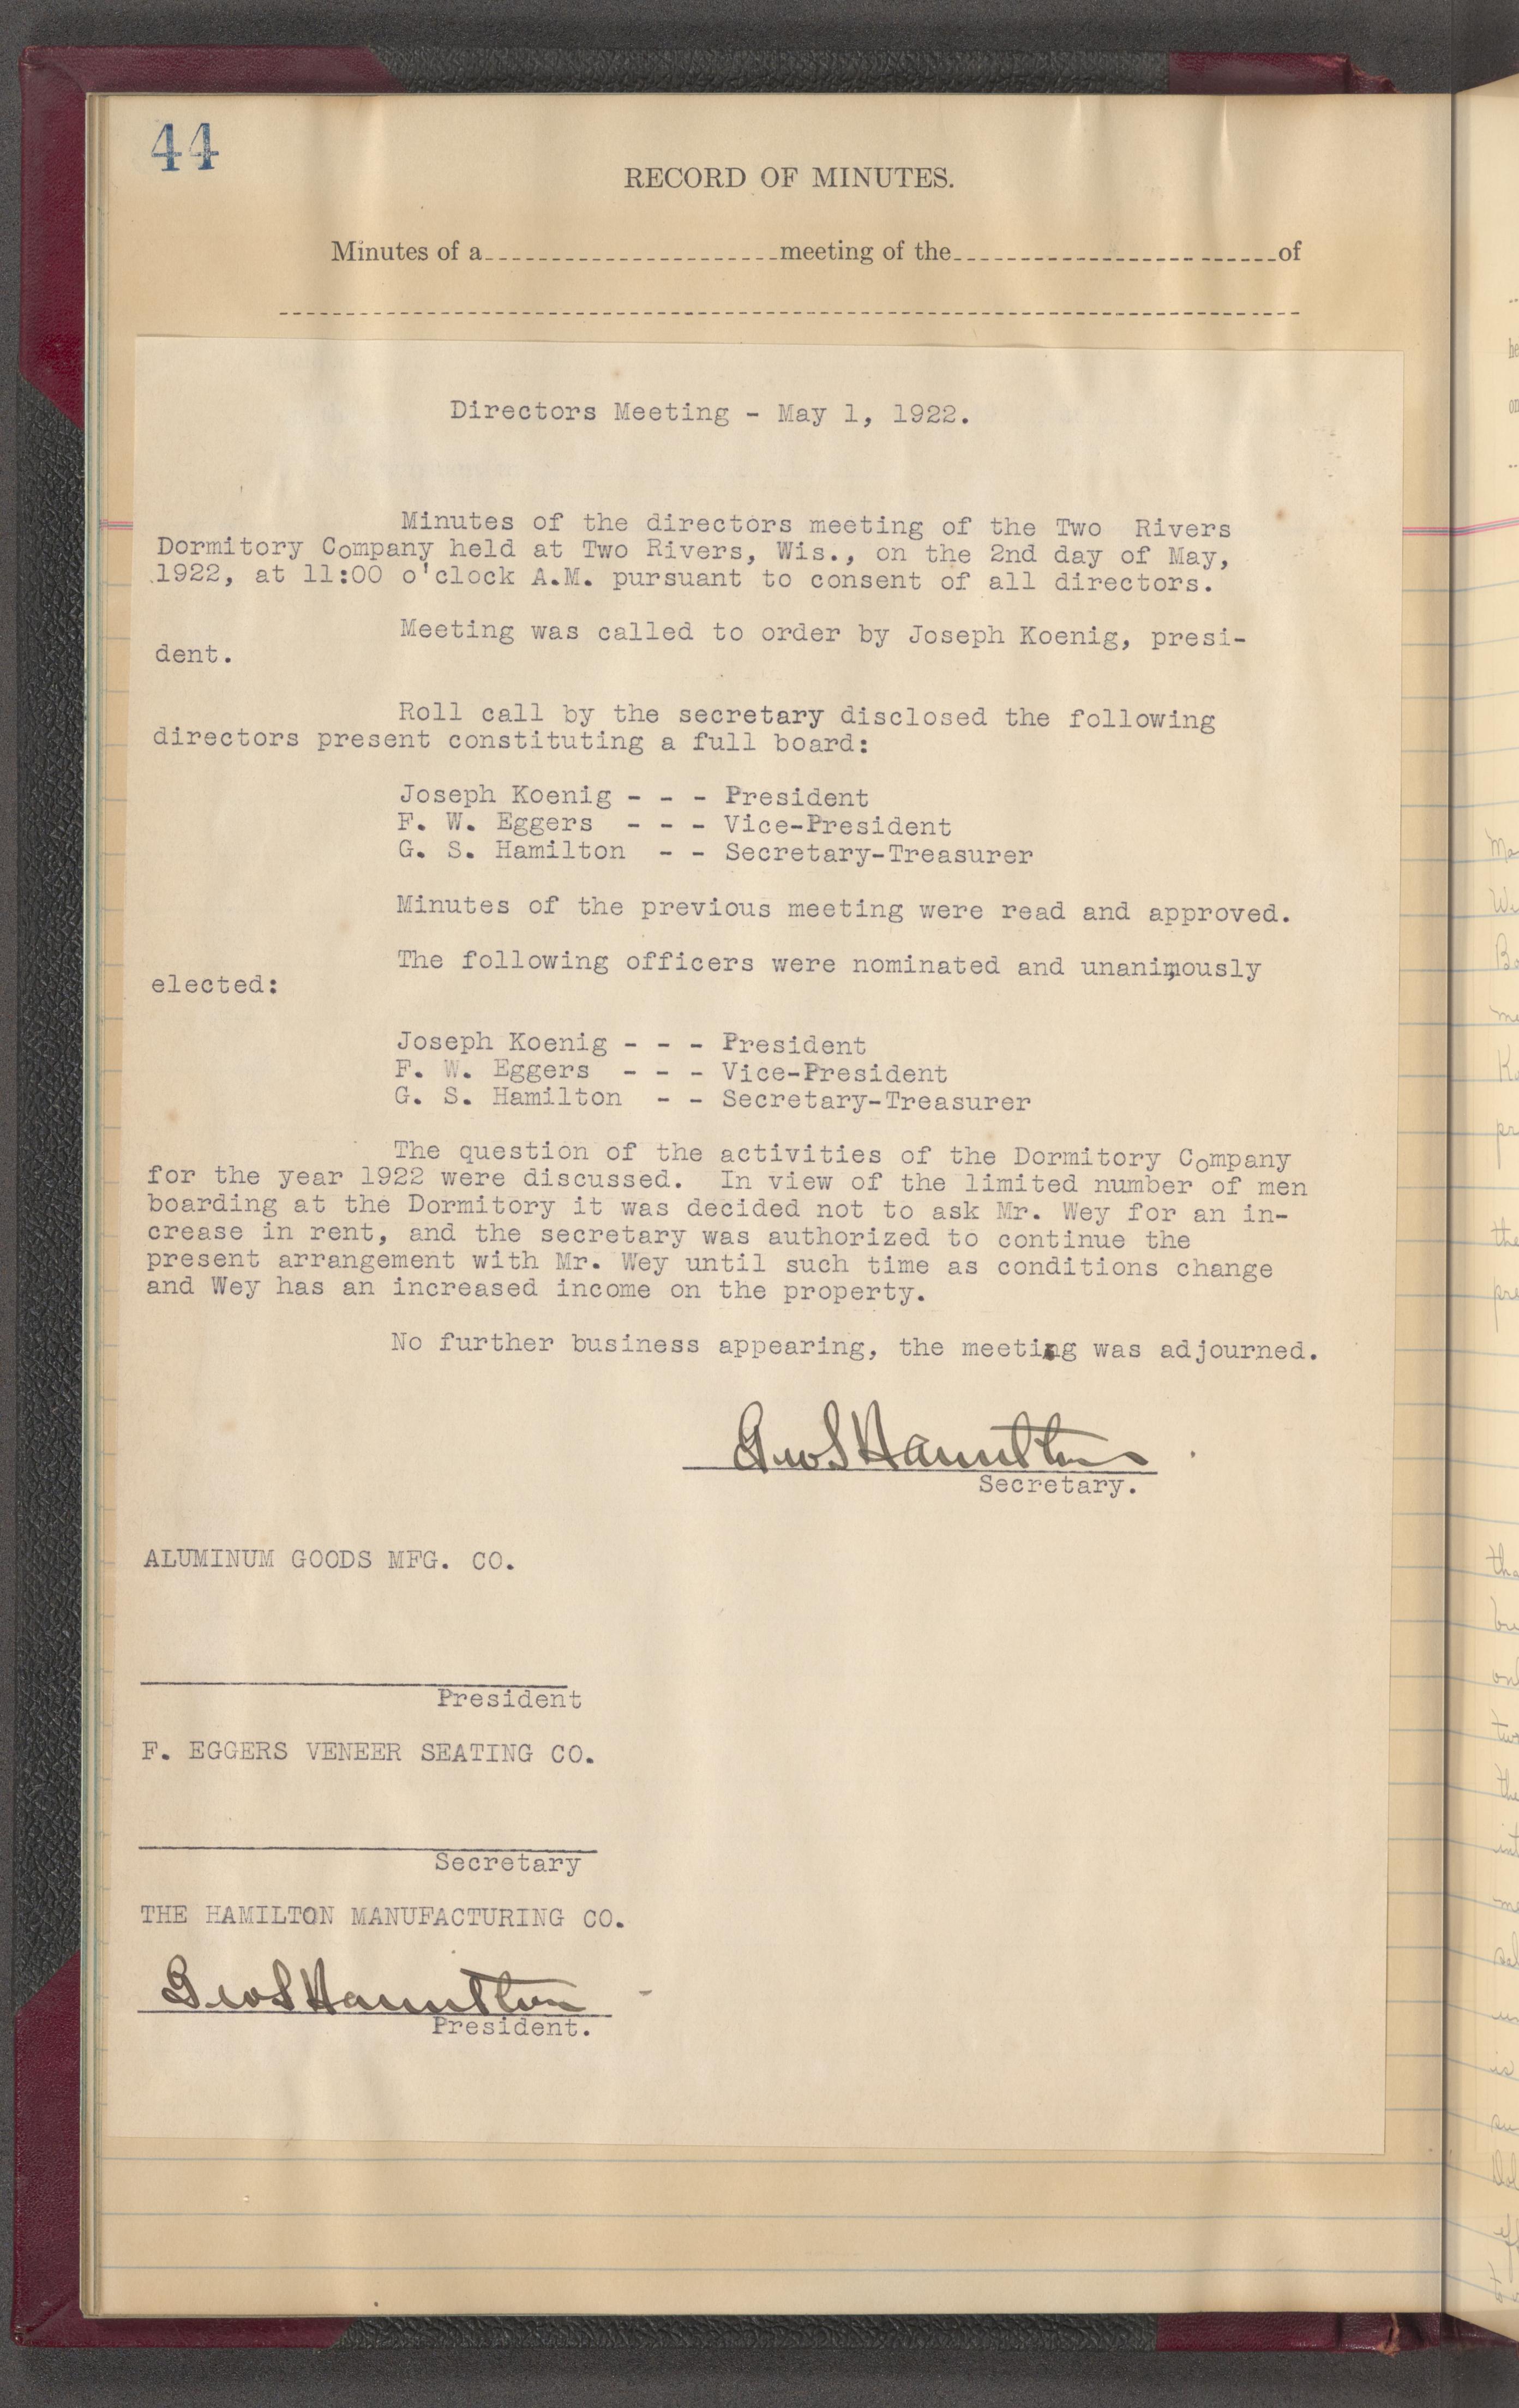 44
RECORD OF MINUTES.
Minutes of a meeting of the of
Directors Meeting - May 1, 1922.
Minutes of the directors meeting of the Two Rivers
Dormitory Company held at Two Rivers, Wis., on the 2nd day of May,
1922, at 11:00 o'clock A.M. pursuant to consent of all directors.
Meeting was called to order by Joseph Koenig, presi-
dent.
Roll call by the secretary disclosed the following
directors present constituting a full board:
Joseph Koenig - - - President
F. W. Eggers - - - Vice-President
G. S. Hamilton - - Secretary-Treasurer
Minutes of the previous meeting were read and approved.
The following officers were nominated and unanimously
elected:
Joseph Koenig - - - President
F. W. Eggers - - - Vice-President
G. S. Hamilton - - Secretary-Treasurer
The question of the activities of the Dormitory Company
for the year 1922 were discussed. In view of the limited number of men
boarding at the Dormitory it was decided not to ask Mr. Wey for an in-
crease in rent, and the secretary was authorized to continue the
present arrangement with Mr. Wey until such time as conditions change
and Wey has an increased income on the property.
No further business appearing, the meeting was adjourned.
Geo S Hamilton
Secretary.
ALUMINUM GOODS MFG. CO.
President
F. EGGERS VENEER SEATING CO.
Secretary
THE HAMILTON MANUFACTURING CO.
Geo S Hamilton
President.